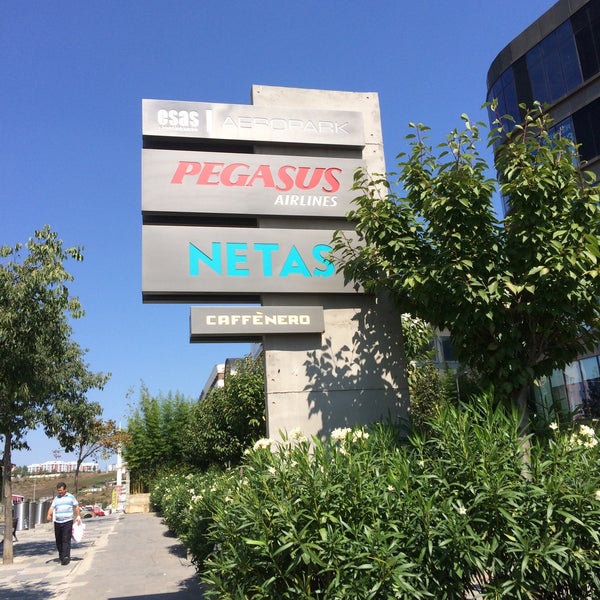 esas | AEROPARK
PEGASUS
AIRLINES
NETAS
CAFFÈNERO